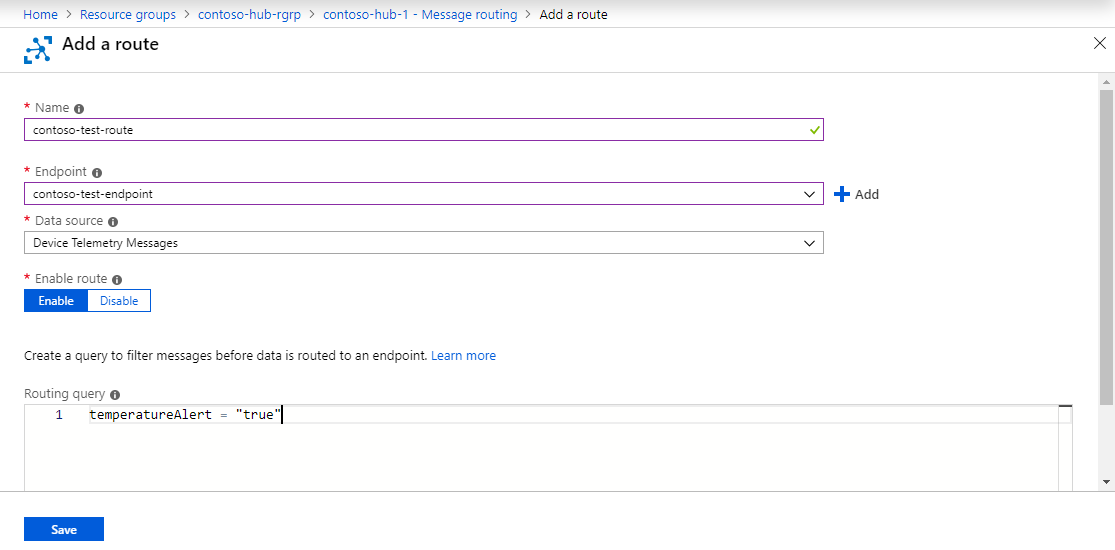 Home > Resource groups > contoso-hub-rgrp > contoso-hub-1 - Message routing > Add a route
Add a route
* Name
contoso-test-route
* Endpoint
contoso-test-endpoint
Add
* Data source
Device Telemetry Messages
* Enable route
Enable Disable
Create a query to filter messages before data is routed to an endpoint. Learn more
Routing query
1 temperatureAlert = "true"
Save